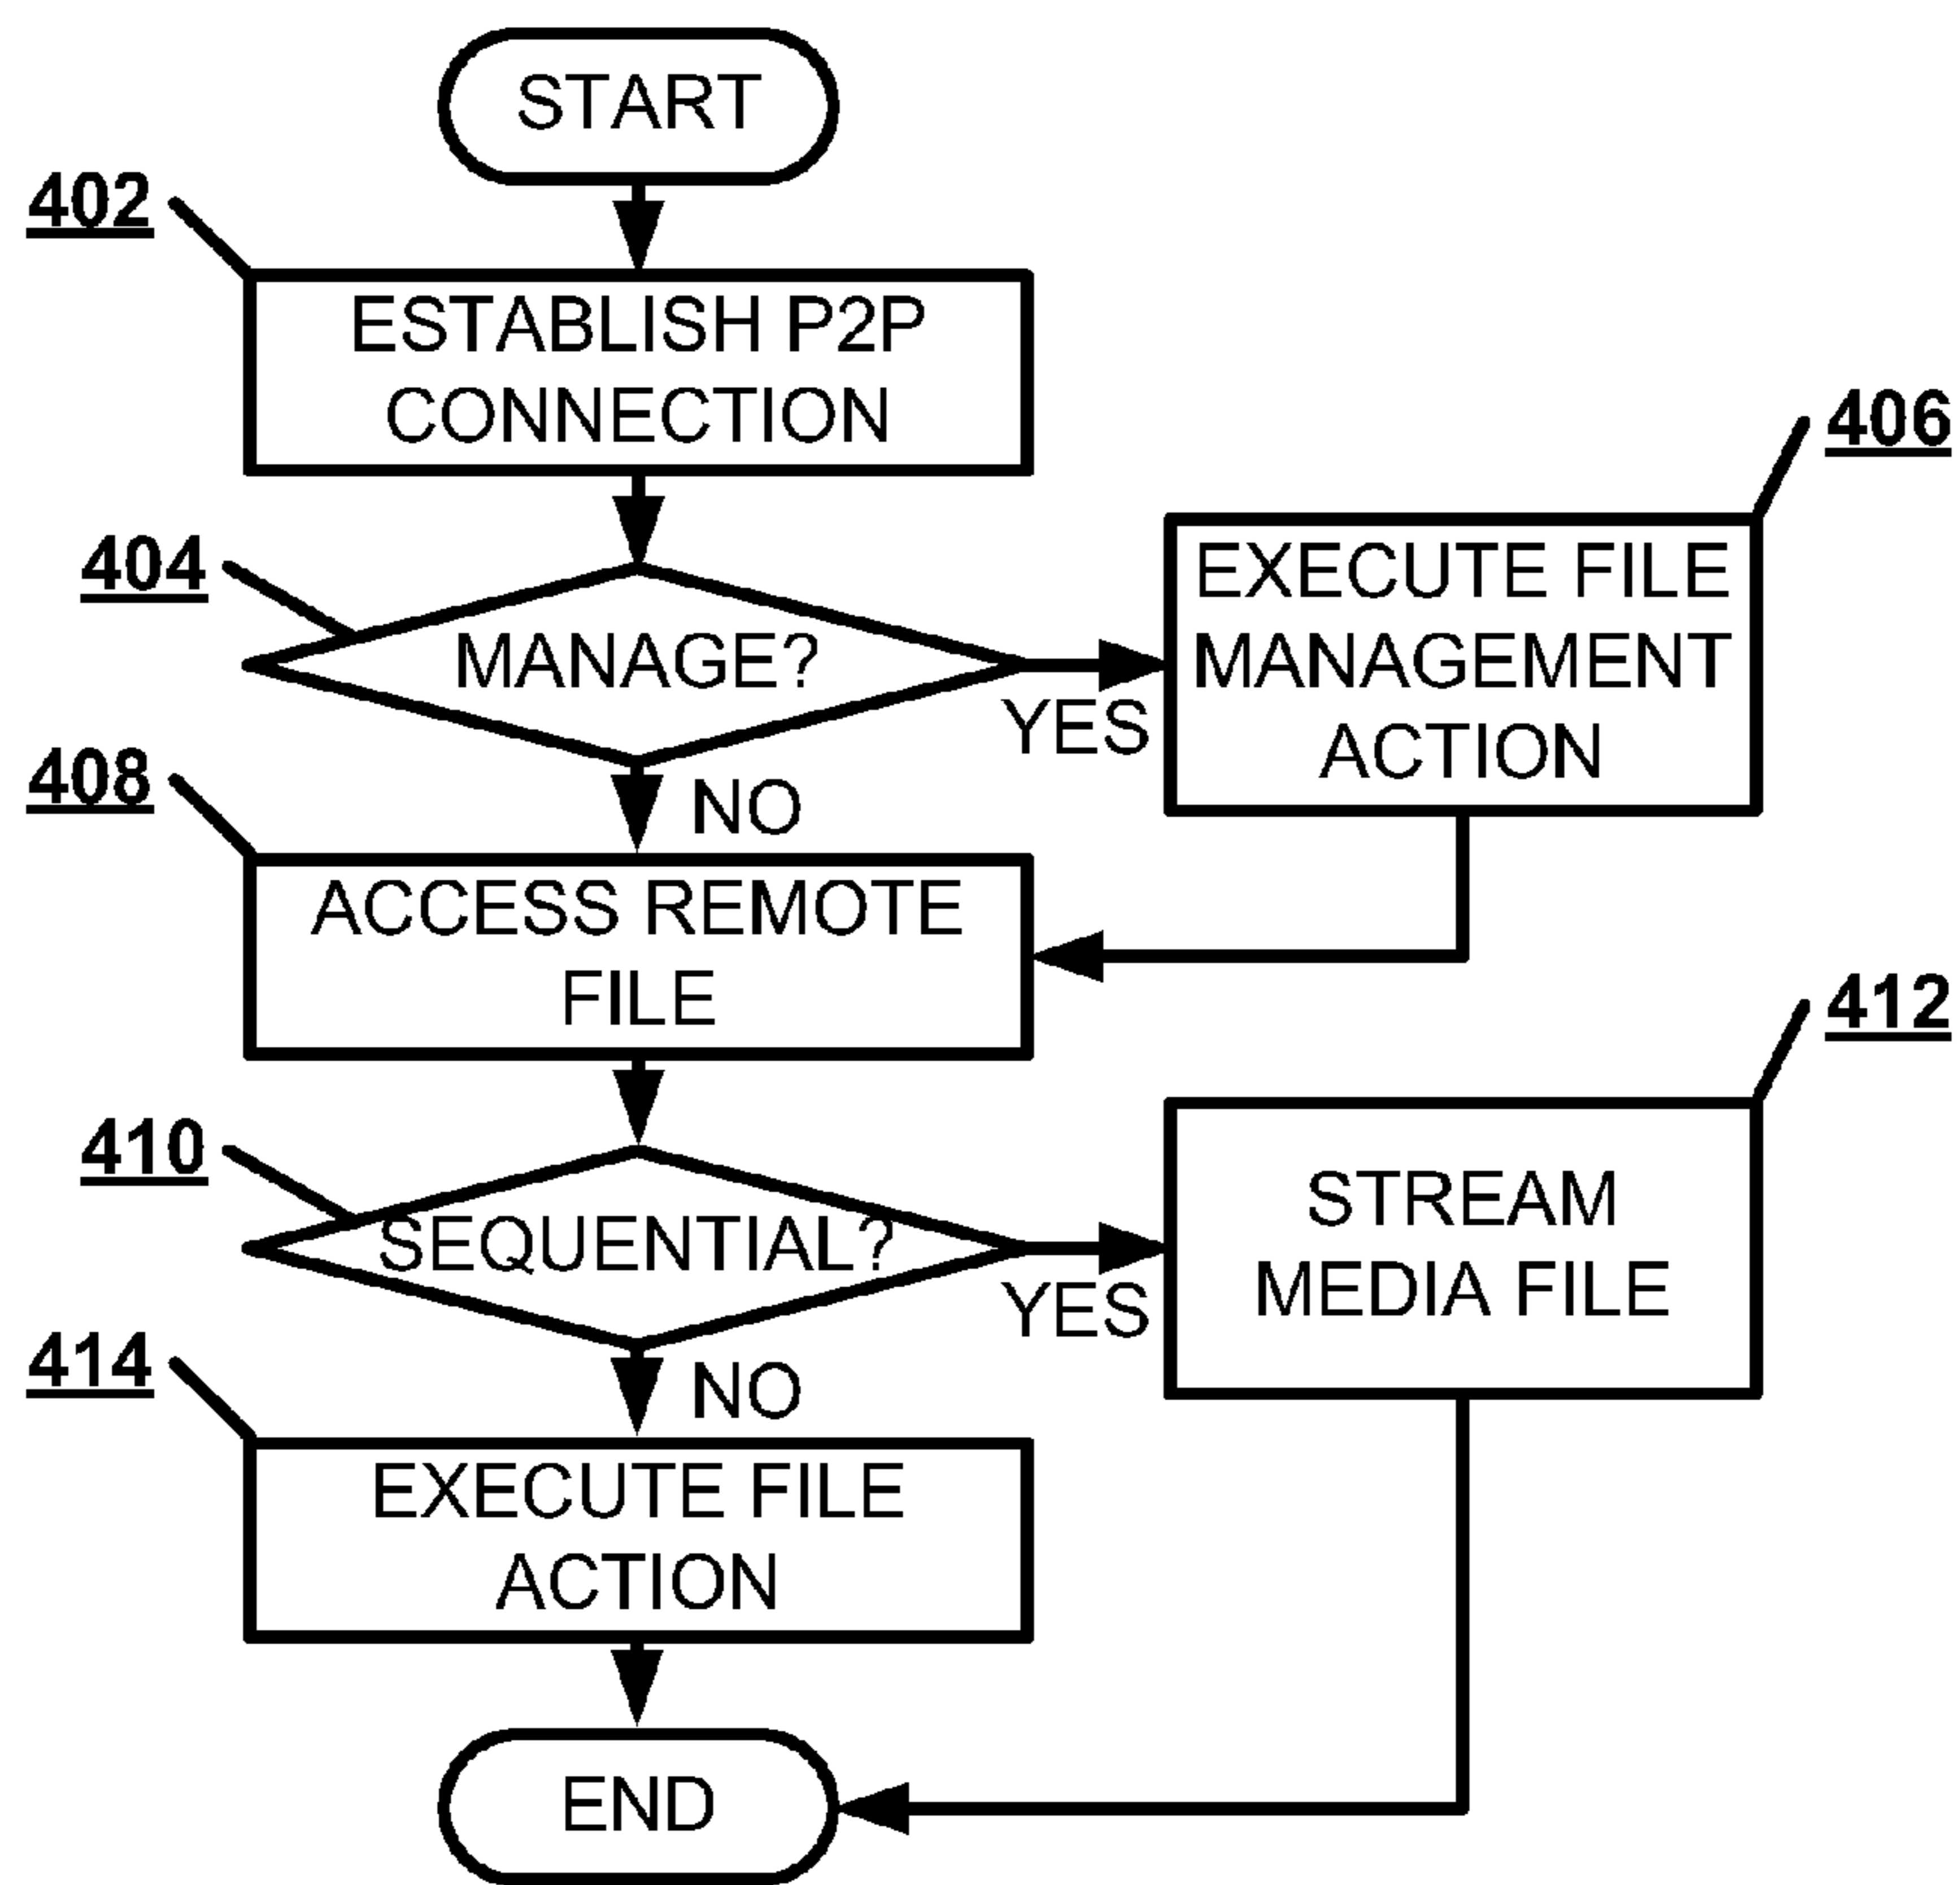 START
402
ESTABLISH P2P
CONNECTION
406
404
MANAGE?
YES
EXECUTE FILE
MANAGEMENT
ACTION
408
NO
ACCESS REMOTE
FILE
412
410
SEQUENTIAL?
YES
STREAM
MEDIA FILE
414
NO
EXECUTE FILE
ACTION
END